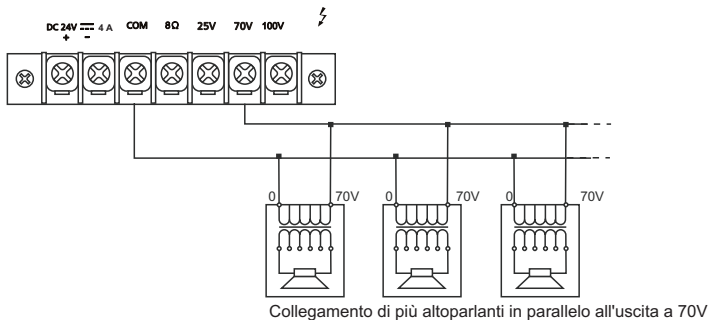 DC 24V 4 A COM 8Ω 25V 70V 100V
+ -
0 70V 0 70V 0 70V
Collegamento di più altoparlanti in parallelo all'uscita a 70V